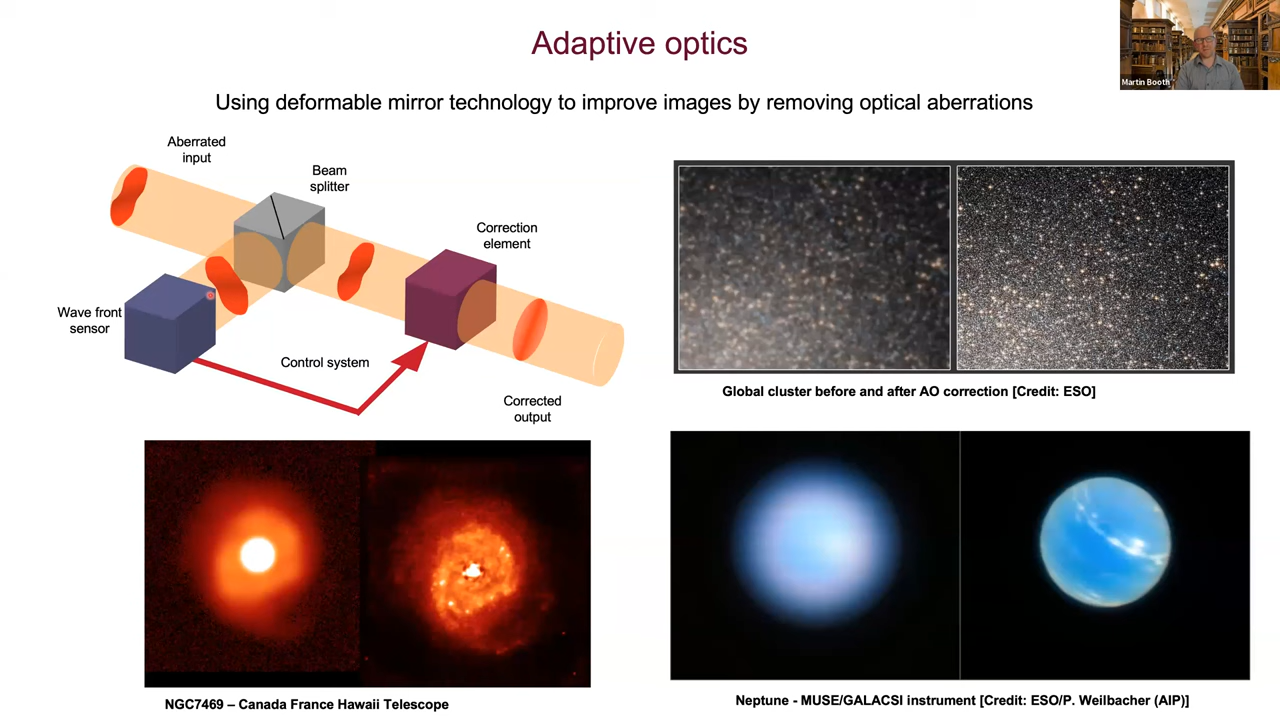 Adaptive optics
Martin Booth
Using deformable mirror technology to improve images by removing optical aberrations
Aberrated
input
Beam
splitter
Correction
element
Wave front
sensor
Control system
Corrected
output
Global cluster before and after AO correction [Credit: ESO]
NGC7469 – Canada France Hawaii Telescope
Neptune - MUSE/GALACSI instrument [Credit: ESO/P. Weilbacher (AIP)]